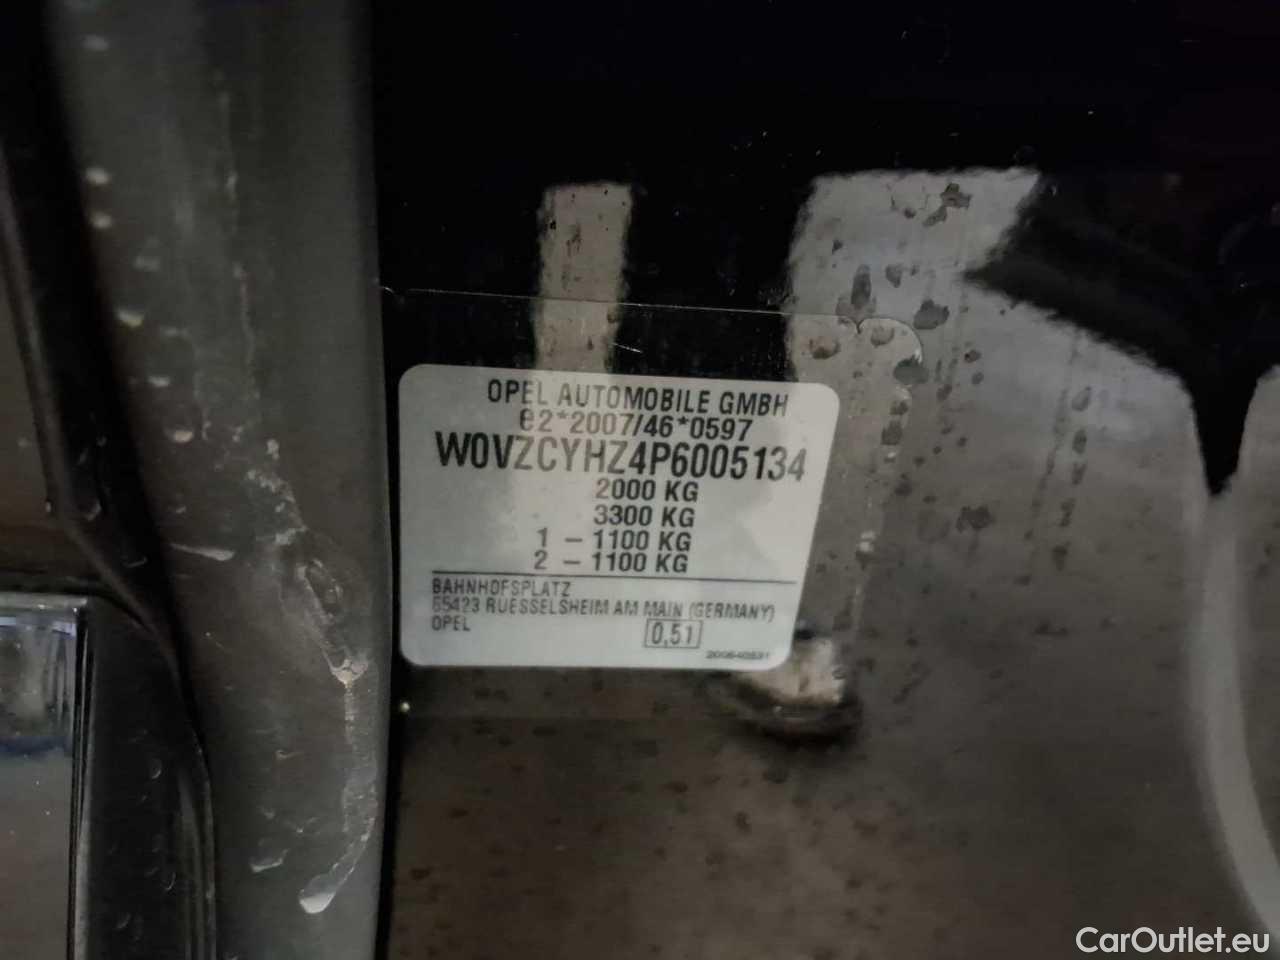 OPEL AUTOMOBILE GMBH
e2*2007/46*0597
W0VZCYHZ4P6005134
2000 KG
3300 KG
1 – 1100 KG
2 – 1100 KG
BAHNHOFSPLATZ
65423 RUESSELSHEIM AM MAIN (GERMANY)
OPEL
0,51
CarOutlet.eu